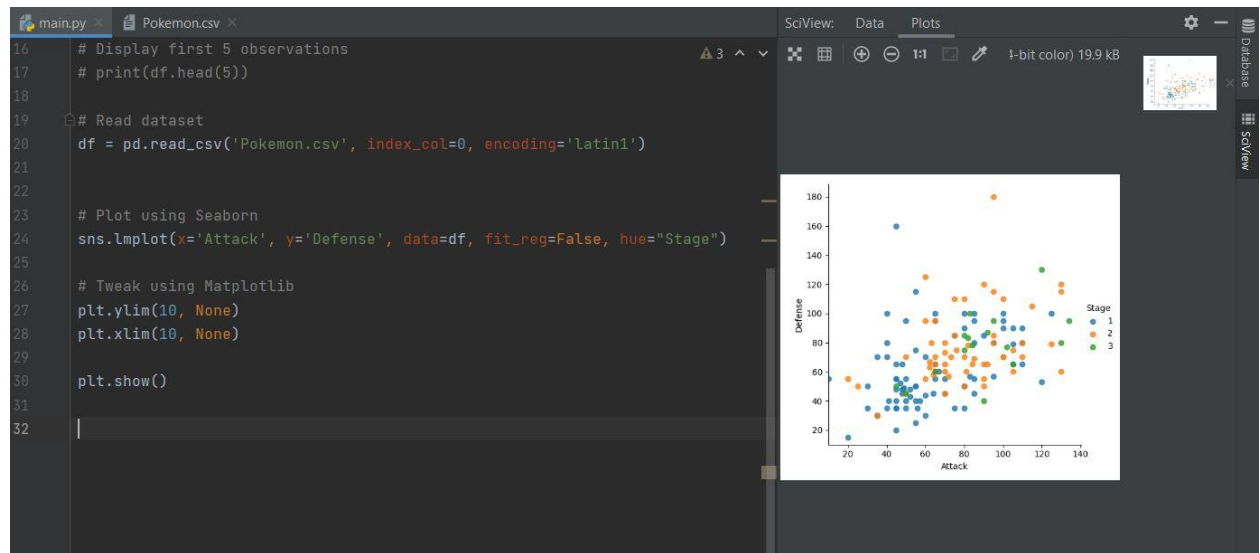 main.py Pokemon.csv
SciView: Data Plots
16 # Display first 5 observations
3
17 # print(df.head(5))
18
19 # Read dataset
20 df = pd.read_csv('Pokemon.csv', index_col=0, encoding='latin1')
21
22
23 # Plot using Seaborn
24 sns.lmplot(x='Attack', y='Defense', data=df, fit_reg=False, hue="Stage")
25
26 # Tweak using Matplotlib
27 plt.ylim(10, None)
28 plt.xlim(10, None)
29
30 plt.show()
31
32
1:1 4-bit color) 19.9 kB
180
160
140
120
100
80
60
40
20
Defense
20 40 60 80 100 120 140
Attack
Stage
1
2
3
Database
SciView